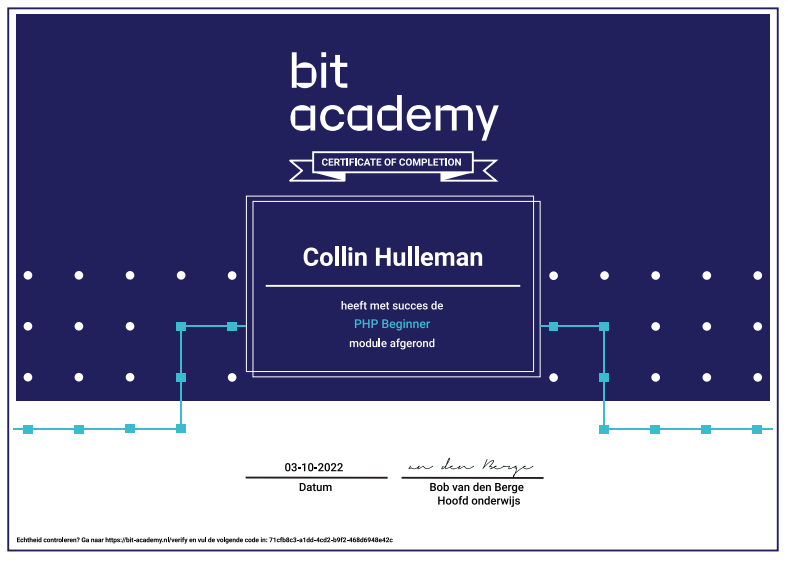 bit
academy
CERTIFICATE OF COMPLETION
Collin Hulleman
heeft met succes de
PHP Beginner
module afgerond
03-10-2022
an den Berge
Datum
Bob van den Berge
Hoofd onderwijs
Echtheid controleren? Ga naar https://bit-academy.nl/verify en vul de volgende code in: 71cfb8c3-a1dd-4cd2-b9f2-468d6948e42c